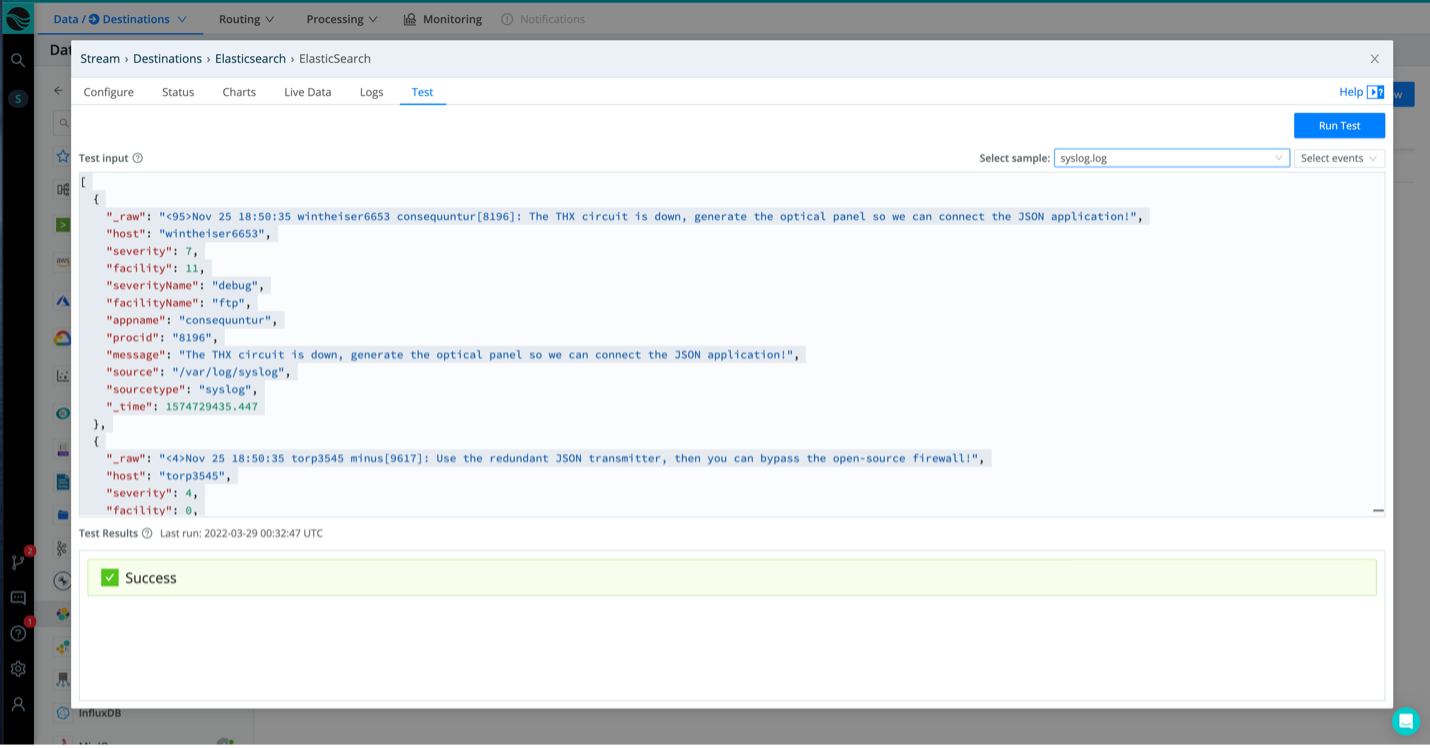 Data / Destinations
Routing
Processing
Monitoring
Notifications
S
Stream › Destinations › Elasticsearch › ElasticSearch
Configure
Status
Charts
Live Data
Logs
Test
Help
Run Test
Test input
Select sample:
syslog.log
Select events
[
{
"_raw": "<95>Nov 25 18:50:35 wintheiser6653 consequuntur[8196]: The THX circuit is down, generate the optical panel so we can connect the JSON application!",
"host": "wintheiser6653",
"severity": 7,
"facility": 11,
"severityName": "debug",
"facilityName": "ftp",
"appname": "consequuntur",
"procid": "8196",
"message": "The THX circuit is down, generate the optical panel so we can connect the JSON application!",
"source": "/var/log/syslog",
"sourcetype": "syslog",
"_time": 1574729435.447
},
{
"_raw": "<4>Nov 25 18:50:35 torp3545 minus[9617]: Use the redundant JSON transmitter, then you can bypass the open-source firewall!",
"host": "torp3545",
"severity": 4,
"facility": 0,
Test Results
Last run: 2022-03-29 00:32:47 UTC
Success
2
1
InfluxDB